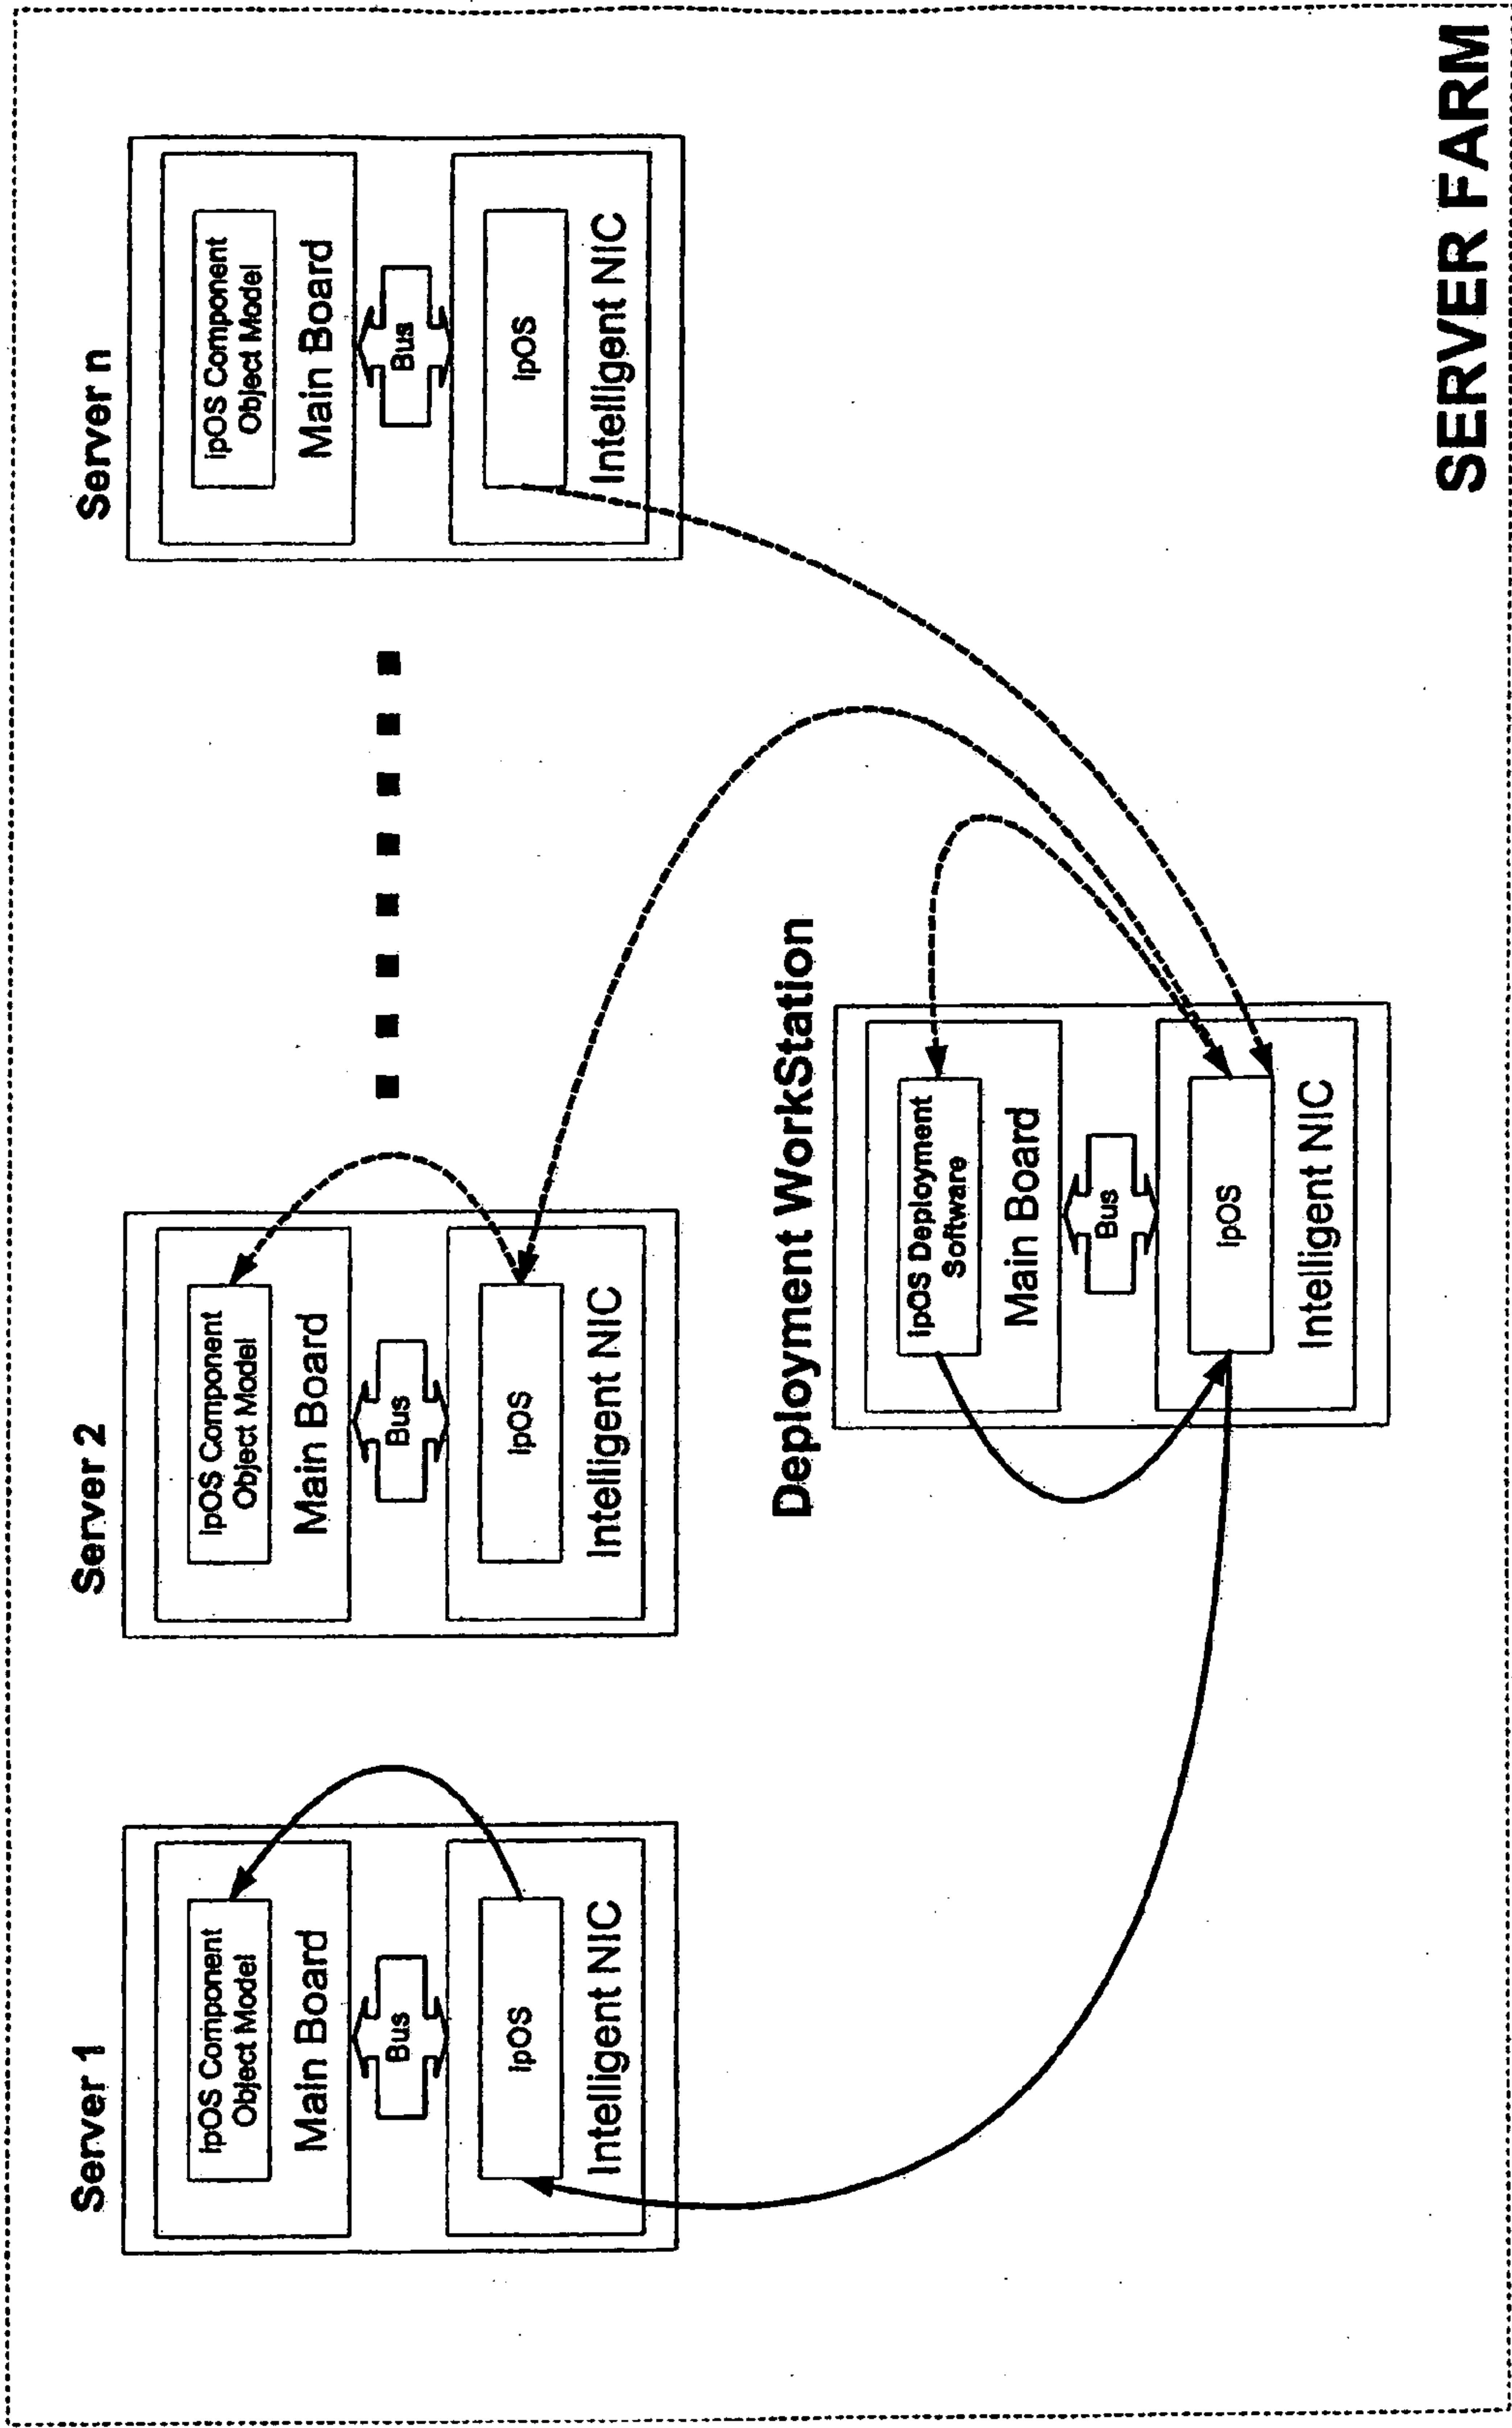 Server 1
IpOS Component
Object Model
Main Board
Bus
IpOS
Intelligent NIC
Server 2
IpOS Component
Object Model
Main Board
Bus
IpOS
Intelligent NIC
Server n
IpOS Component
Object Model
Main Board
Bus
IpOS
Intelligent NIC
Deployment WorkStation
IpOS Deployment
Software
Main Board
Bus
IpOS
Intelligent NIC
SERVER FARM